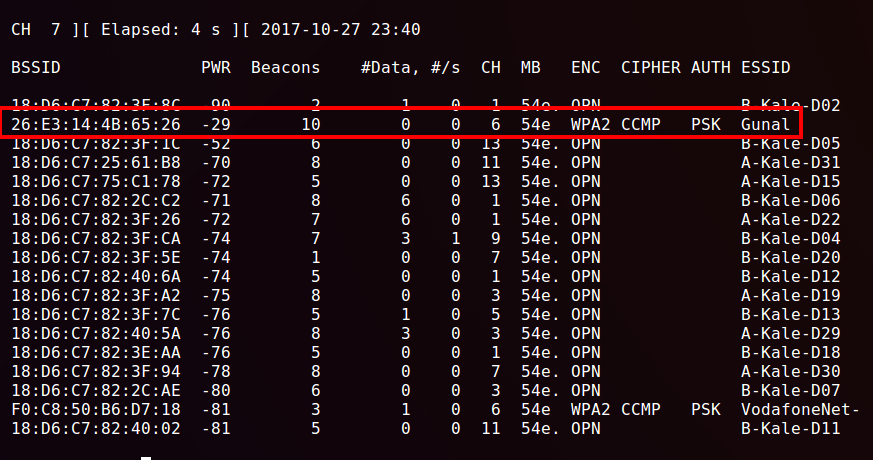 CH 7 ][ Elapsed: 4 s ][ 2017-10-27 23:40
BSSID PWR Beacons #Data, #/s CH MB ENC CIPHER AUTH ESSID
18:D6:C7:82:3F:8C -90 2 1 0 1 54e. OPN B-Kale-D02
26:E3:14:4B:65:26 -29 10 0 0 6 54e WPA2 CCMP PSK Gunal
18:D6:C7:82:3F:1C -52 6 0 0 13 54e. OPN B-Kale-D05
18:D6:C7:25:61:B8 -70 8 0 0 11 54e. OPN A-Kale-D31
18:D6:C7:75:C1:78 -72 5 0 0 13 54e. OPN A-Kale-D15
18:D6:C7:82:2C:C2 -71 8 6 0 1 54e. OPN B-Kale-D06
18:D6:C7:82:3F:26 -72 7 6 0 1 54e. OPN A-Kale-D22
18:D6:C7:82:3F:CA -74 7 3 1 9 54e. OPN B-Kale-D04
18:D6:C7:82:3F:5E -74 1 0 0 7 54e. OPN B-Kale-D20
18:D6:C7:82:40:6A -74 5 0 0 1 54e. OPN B-Kale-D12
18:D6:C7:82:3F:A2 -75 8 0 0 3 54e. OPN A-Kale-D19
18:D6:C7:82:3F:7C -76 5 1 0 5 54e. OPN B-Kale-D13
18:D6:C7:82:40:5A -76 8 3 0 3 54e. OPN A-Kale-D29
18:D6:C7:82:3E:AA -76 5 0 0 1 54e. OPN B-Kale-D18
18:D6:C7:82:3F:94 -78 8 0 0 7 54e. OPN A-Kale-D30
18:D6:C7:82:2C:AE -80 6 0 0 3 54e. OPN B-Kale-D07
F0:C8:50:B6:D7:18 -81 3 1 0 6 54e WPA2 CCMP PSK VodafoneNet-
18:D6:C7:82:40:02 -81 5 0 0 11 54e. OPN B-Kale-D11